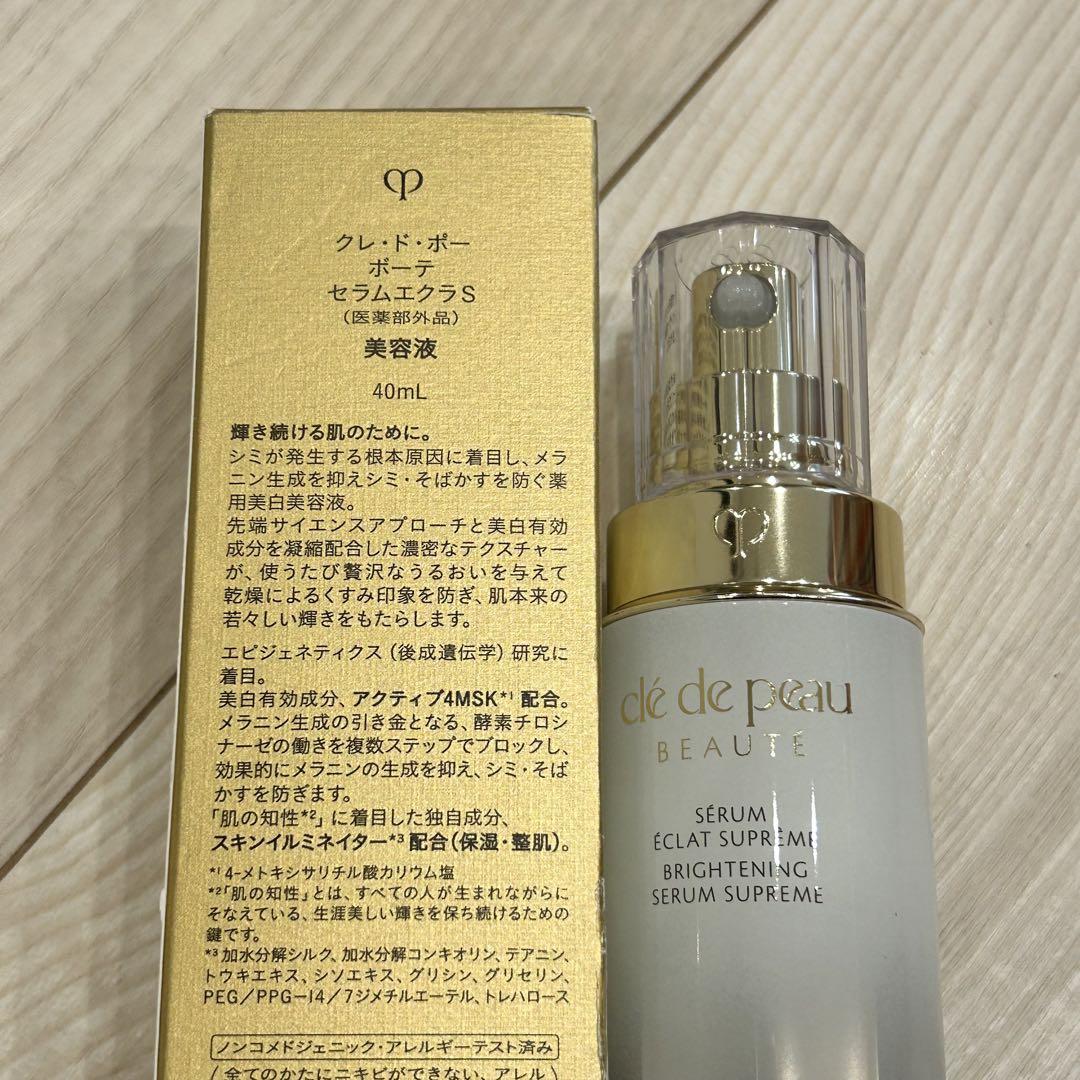 クレ・ド・ポー
ボーテ
セラムエクラS
（医薬部外品）
美容液
40mL
輝き続ける肌のために。
シミが発生する根本原因に着目し、メラ
ニン生成を抑えシミ・そばかすを防ぐ薬
用美白美容液。
先端サイエンスアプローチと美白有効
成分を凝縮配合した濃密なテクスチャー
が、使うたび贅沢なうるおいを与えて
乾燥によるくすみ印象を防ぎ、肌本来の
若々しい輝きをもたらします。
エピジェネティクス（後成遺伝学）研究に
着目。
美白有効成分、アクティブ4MSK*1 配合。
メラニン生成の引き金となる、酵素チロシ
ナーゼの働きを複数ステップでブロックし、
効果的にメラニンの生成を抑え、シミ・そば
かすを防ぎます。
「肌の知性*2」に着目した独自成分、
スキンイルミネイター*3 配合（保湿・整肌）。
*1 4-メトキシサリチル酸カリウム塩
*2「肌の知性」とは、すべての人が生まれながらに
そなえている、生涯美しい輝きを保ち続けるための
鍵です。
*3 加水分解シルク、加水分解コンキオリン、テアニン、
トウキエキス、シソエキス、グリシン、グリセリン、
PEG／PPG－14／7ジメチルエーテル、トレハロース
ノンコメドジェニック・アレルギーテスト済み
（全てのかたにニキビができない、アレル）
clé de peau
BEAUTÉ
SÉRUM
ÉCLAT SUPRÊME
BRIGHTENING
SERUM SUPREME